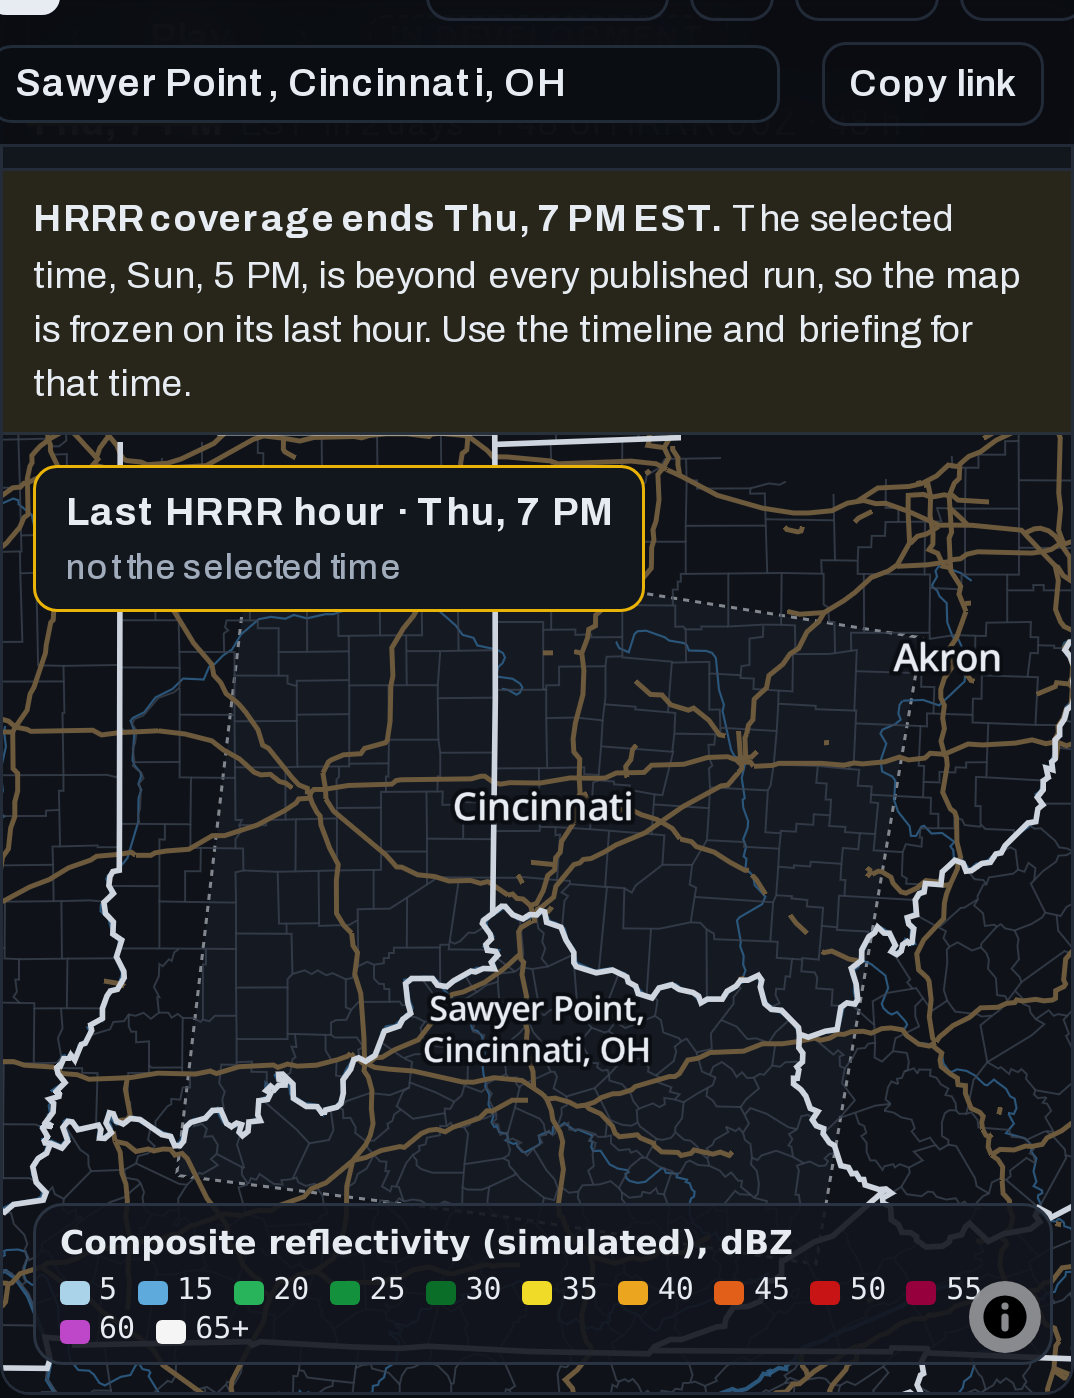 Sawyer Point, Cincinnati, OH
Copy link
HRRR coverage ends Thu, 7 PM EST. The selected
time, Sun, 5 PM, is beyond every published run, so the map
is frozen on its last hour. Use the timeline and briefing for
that time.
Last HRRR hour · Thu, 7 PM
not the selected time
Akron
Cincinnati
Sawyer Point,
Cincinnati, OH
Composite reflectivity (simulated), dBZ
5 15 20 25 30 35 40 45 50 55
60 65+